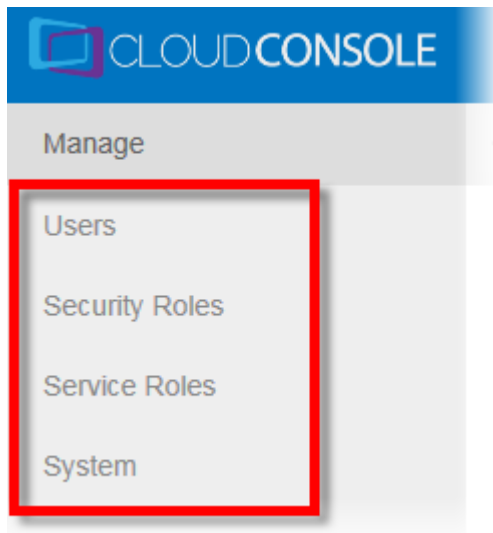 CLOUDCONSOLE
Manage
Users
Security Roles
Service Roles
System